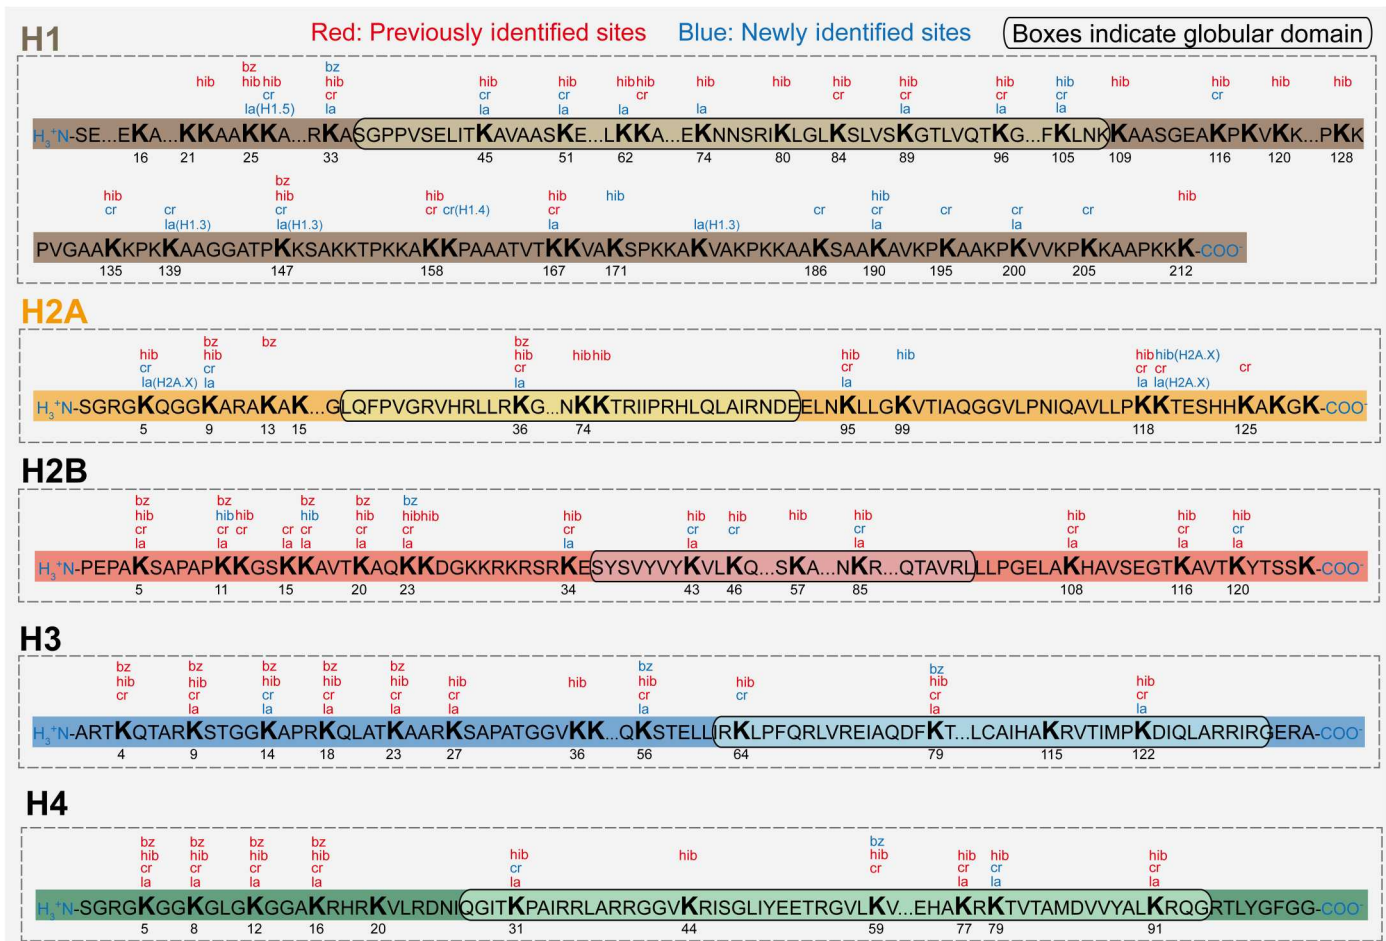 H1
Red: Previously identified sites Blue: Newly identified sites Boxes indicate globular domain
bz bz
hib hib hib hib hib hib hib hib hib hib hib hib hib hib hib hib hib hib
cr cr cr cr cr cr cr cr cr
la(H1.5) la la la la la la la la
H₃⁺N-SE...EKA...KKAAKKA...RKASGPPVSELITKAVAASKE...LKKA...EKNNSRIKLGLKSLVSKGTLVQTKG...FKLNKKAASGEAKPKVKK...PKK
16 21 25 33 45 51 62 74 80 84 89 96 105 109 116 120 128
bz
hib hib hib hib hib hib hib
cr cr cr cr cr(H1.4) cr cr cr cr cr cr
la(H1.3) la(H1.3) la la(H1.3) la la
PVGAAKKPKKAAGGATPKKSAKKTPKKAKKPAAATVTKKVAKSPKKAKVAKPKKAAKSAAKAVKPKAAKPKVVKPKKAAPKKK-COO⁻
135 139 147 158 167 171 186 190 195 200 205 212
H2A
bz bz bz
hib hib hib hib hib hib hib hib hib(H2A.X)
cr cr cr cr cr cr cr
la(H2A.X) la la la la la(H2A.X)
H₃⁺N-SGRGKQGGKARAKAK...GLQFPVGRVHRLLRKG...NKKTRIIPRHLQLAIRNDEELNKLLGKVTIAQGGVLPNIQAVLLPKKTESHHKAKGK-COO⁻
5 9 13 15 36 74 95 99 118 125
H2B
bz bz bz bz bz
hib hib hib hib hib hib hib hib hib hib hib hib hib hib hib
cr cr cr cr cr cr cr cr cr cr cr cr cr cr
la la la la la la la la la la la la
H₃⁺N-PEPAKSAPAPKKGSKKAVTKAQKKDGKKRKRSRKESYSVYVYKVLKQ...SKA...NKR...QTAVRLLLPGELAKHAVSEGTKAVTKYTSSK-COO⁻
5 11 15 20 23 34 43 46 57 85 108 116 120
H3
bz bz bz bz bz bz bz
hib hib hib hib hib hib hib hib hib hib hib
cr cr cr cr cr cr cr cr cr cr
la la la la la la la la
H₃⁺N-ARTKQTARKSTGGKAPRKQLATKAARKSAPATGGVKK...QKSTELLIRKLPFQRLVREIAQDFKT...LCAIHAKRVTIMPKDIQLARRIRGERA-COO⁻
4 9 14 18 23 27 36 56 64 79 115 122
H4
bz bz bz bz bz
hib hib hib hib hib hib hib hib hib hib
cr cr cr cr cr cr cr cr cr
la la la la la la la la
H₃⁺N-SGRGKGGKGLGKGGAKRHRKVLRDNIQGITKPAIRRLARRGGVKRISGLIYEETRGVLKV...EHAKRKTVTAMDVVYALKRQGRTLYGFGG-COO⁻
5 8 12 16 20 31 44 59 77 79 91